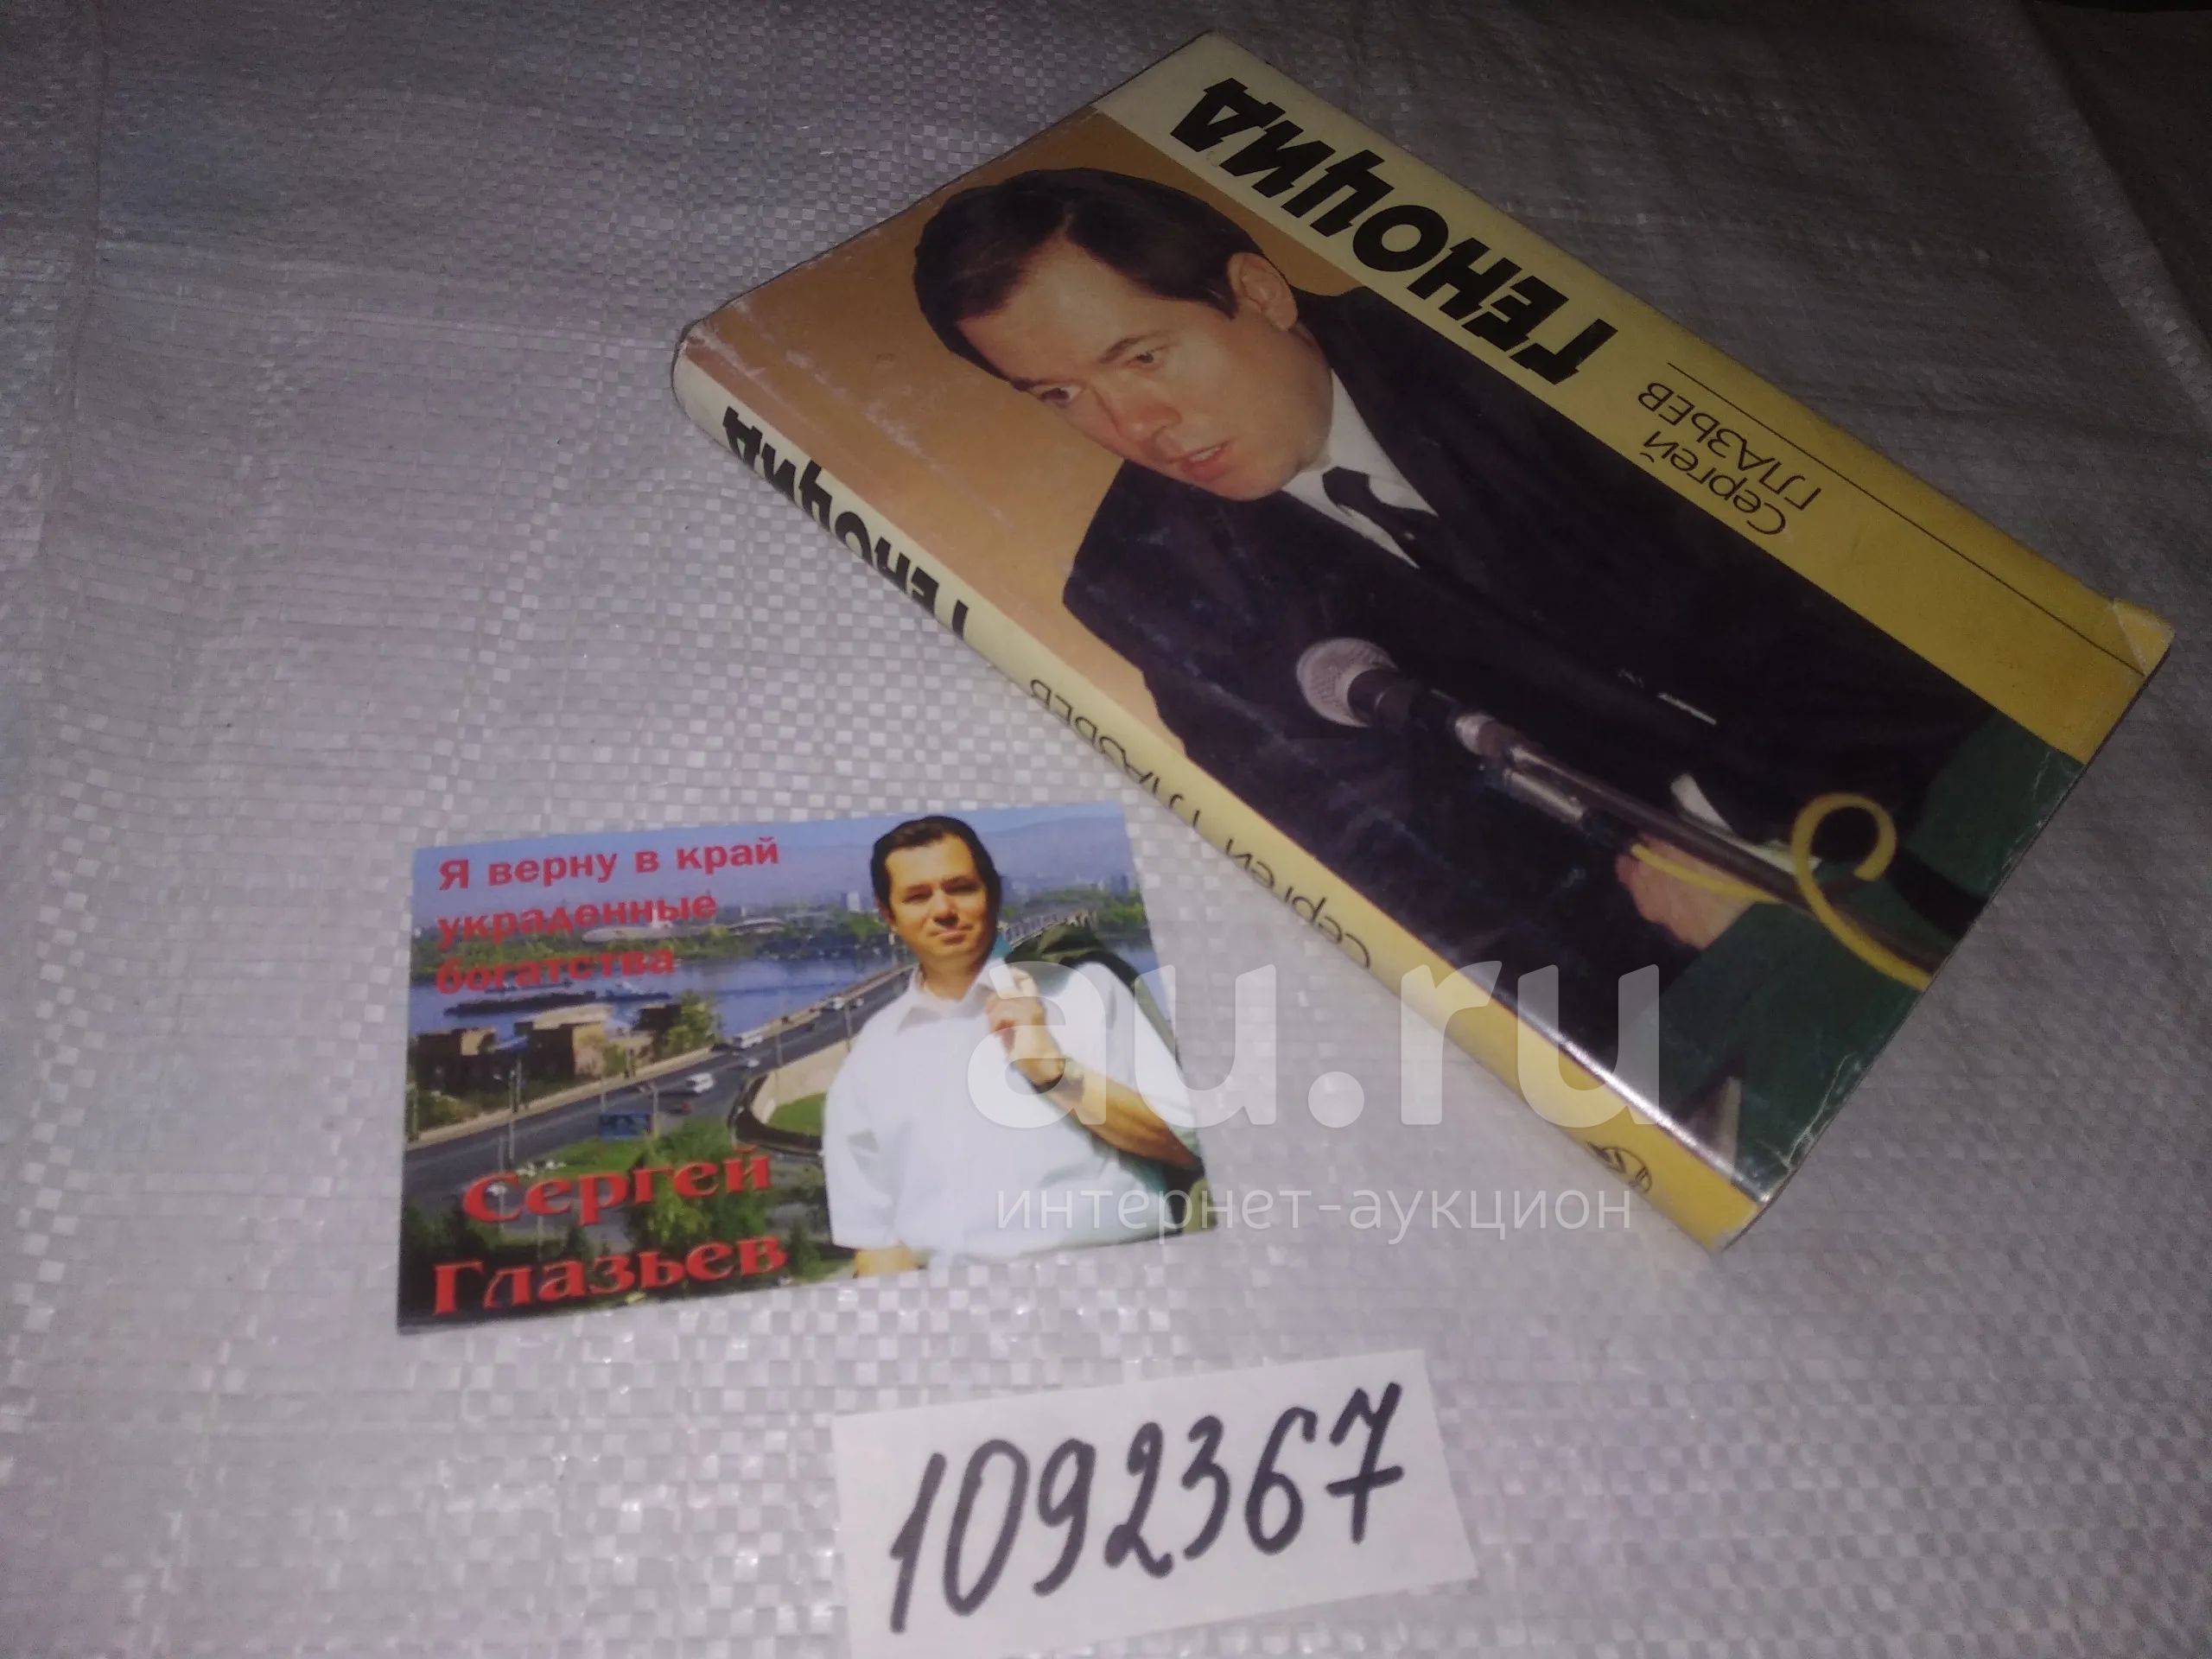 Сергей
ГЛАЗЬЕВ
ГЕНОЦИД
Сергей ГЛАЗЬЕВ ГЕНОЦИД
Я верну в край
украденные
богатства
Сергей
Глазьев
au.ru
интернет-аукцион
1092367